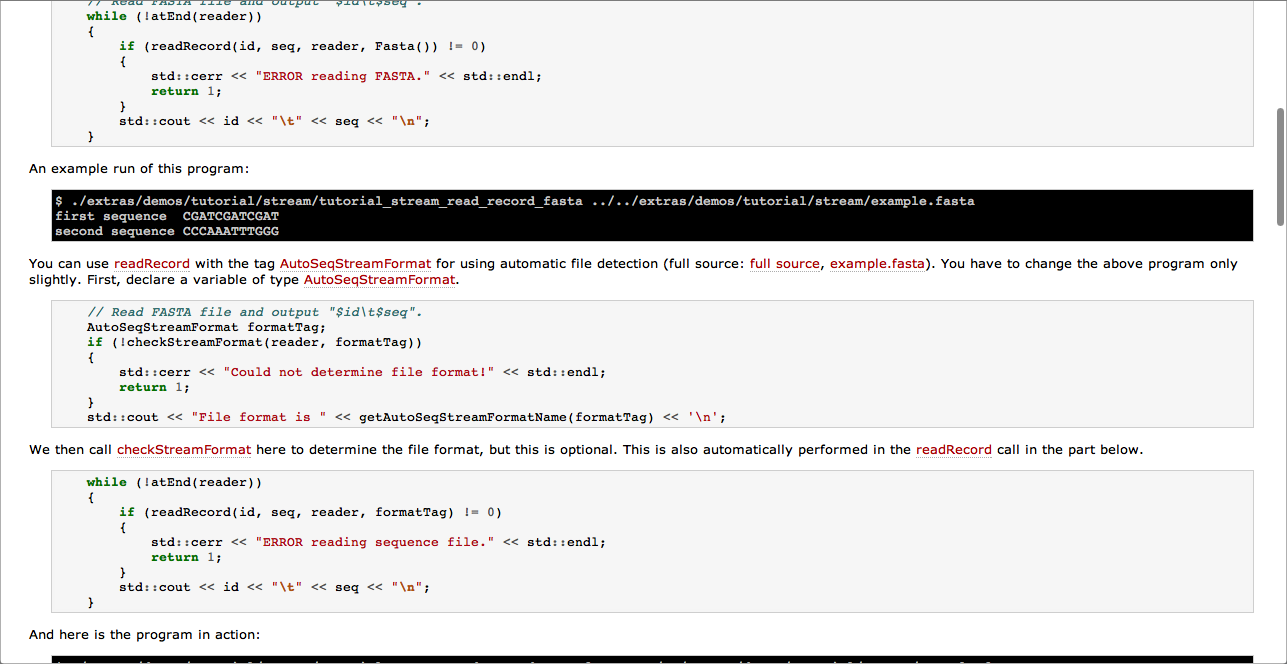 // Read FASTA file and output "$id\t$seq".
while (!atEnd(reader))
{
if (readRecord(id, seq, reader, Fasta()) != 0)
{
std::cerr << "ERROR reading FASTA." << std::endl;
return 1;
}
std::cout << id << "\t" << seq << "\n";
}
An example run of this program:
$ ./extras/demos/tutorial/stream/tutorial_stream_read_record_fasta ../../extras/demos/tutorial/stream/example.fasta
first sequence  CGATCGATCGAT
second sequence CCCAAATTTGGG
You can use readRecord with the tag AutoSeqStreamFormat for using automatic file detection (full source: full source, example.fasta). You have to change the above program only
slightly. First, declare a variable of type AutoSeqStreamFormat.
// Read FASTA file and output "$id\t$seq".
AutoSeqStreamFormat formatTag;
if (!checkStreamFormat(reader, formatTag))
{
std::cerr << "Could not determine file format!" << std::endl;
return 1;
}
std::cout << "File format is " << getAutoSeqStreamFormatName(formatTag) << '\n';
We then call checkStreamFormat here to determine the file format, but this is optional. This is also automatically performed in the readRecord call in the part below.
while (!atEnd(reader))
{
if (readRecord(id, seq, reader, formatTag) != 0)
{
std::cerr << "ERROR reading sequence file." << std::endl;
return 1;
}
std::cout << id << "\t" << seq << "\n";
}
And here is the program in action: